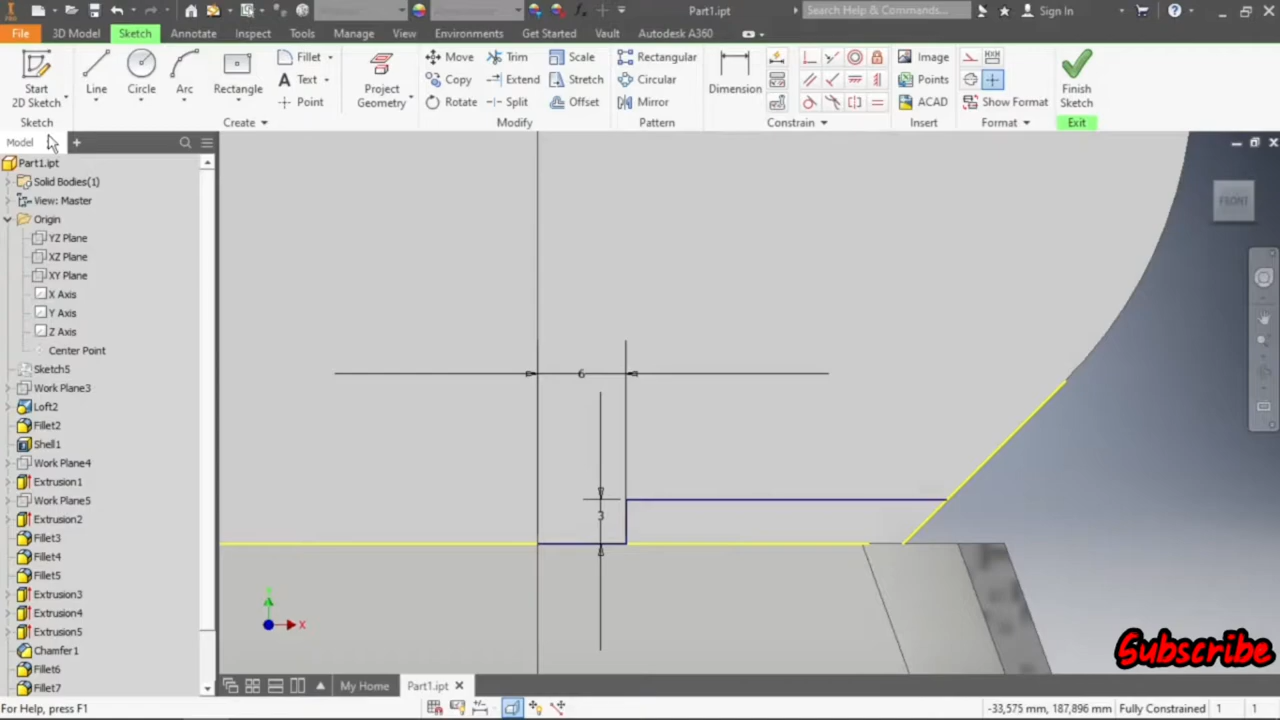 Part1.ipt
Search Help & Commands...
Sign In
File
3D Model
Sketch
Annotate
Inspect
Tools
Manage
View
Environments
Get Started
Vault
Autodesk A360
Start
2D Sketch
Line
Circle
Arc
Rectangle
Fillet
Text
Point
Project
Geometry
Move
Copy
Rotate
Trim
Extend
Split
Scale
Stretch
Offset
Rectangular
Circular
Mirror
Dimension
Image
Points
ACAD
Show Format
Finish
Sketch
Sketch
Create
Modify
Pattern
Constrain
Insert
Format
Exit
Model
Part1.ipt
Solid Bodies(1)
View: Master
Origin
YZ Plane
XZ Plane
XY Plane
X Axis
Y Axis
Z Axis
Center Point
Sketch5
Work Plane3
Loft2
Fillet2
Shell1
Work Plane4
Extrusion1
Work Plane5
Extrusion2
Fillet3
Fillet4
Fillet5
Extrusion3
Extrusion4
Extrusion5
Chamfer1
Fillet6
Fillet7
FRONT
6
3
X
Subscribe
My Home
Part1.ipt
For Help, press F1
-33,575 mm, 187,896 mm
Fully Constrained
1
1